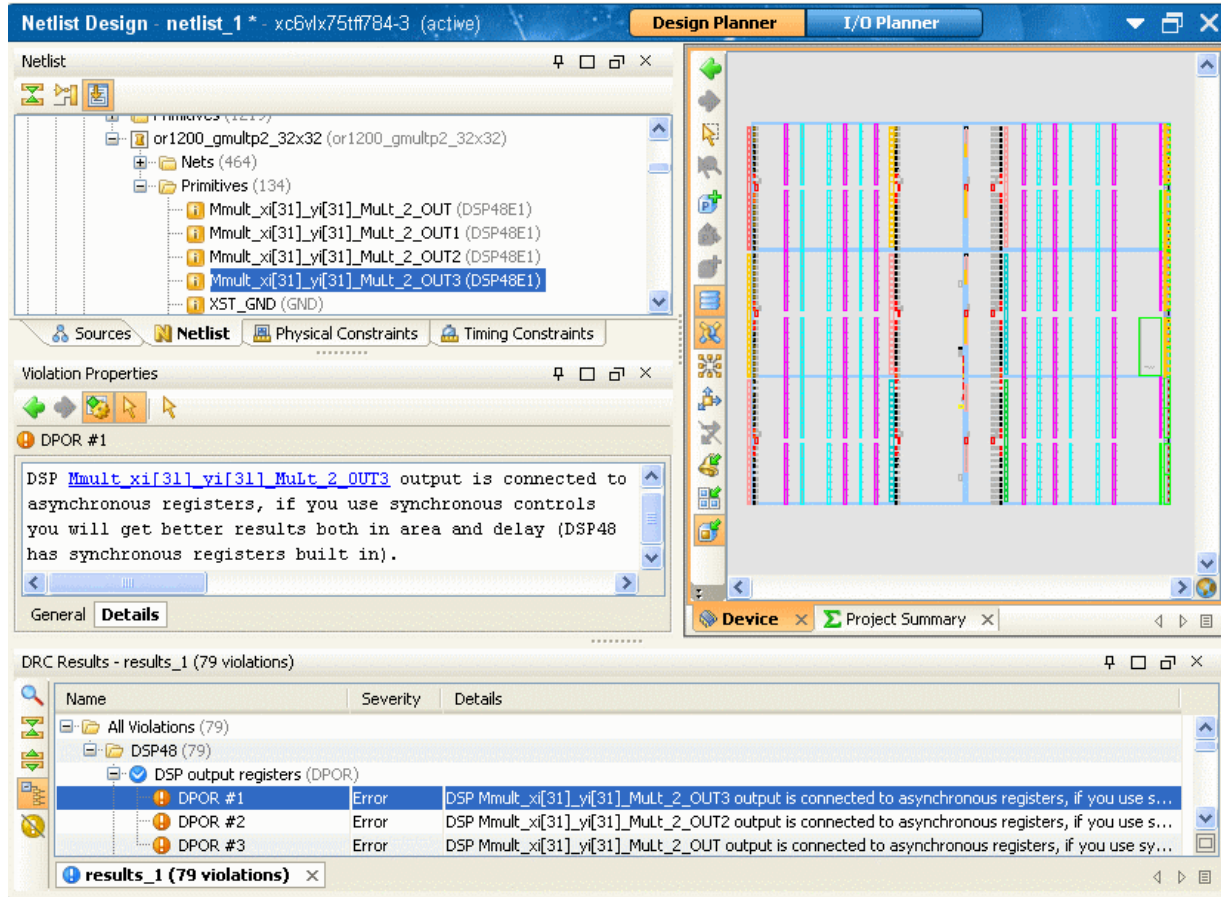 Netlist Design - netlist_1 * - xc6vlx75tff784-3 (active)
Design Planner
I/O Planner
Netlist
Primitives (1219)
or1200_gmultp2_32x32 (or1200_gmultp2_32x32)
Nets (464)
Primitives (134)
Mmult_xi[31]_yi[31]_MuLt_2_OUT (DSP48E1)
Mmult_xi[31]_yi[31]_MuLt_2_OUT1 (DSP48E1)
Mmult_xi[31]_yi[31]_MuLt_2_OUT2 (DSP48E1)
Mmult_xi[31]_yi[31]_MuLt_2_OUT3 (DSP48E1)
XST_GND (GND)
Sources Netlist Physical Constraints Timing Constraints
Violation Properties
DPOR #1
DSP Mmult_xi[31]_yi[31]_MuLt_2_OUT3 output is connected to
asynchronous registers, if you use synchronous controls
you will get better results both in area and delay (DSP48
has synchronous registers built in).
General Details
Device Project Summary
DRC Results - results_1 (79 violations)
Name Severity Details
All Violations (79)
DSP48 (79)
DSP output registers (DPOR)
DPOR #1 Error DSP Mmult_xi[31]_yi[31]_MuLt_2_OUT3 output is connected to asynchronous registers, if you use s...
DPOR #2 Error DSP Mmult_xi[31]_yi[31]_MuLt_2_OUT2 output is connected to asynchronous registers, if you use s...
DPOR #3 Error DSP Mmult_xi[31]_yi[31]_MuLt_2_OUT output is connected to asynchronous registers, if you use sy...
results_1 (79 violations)